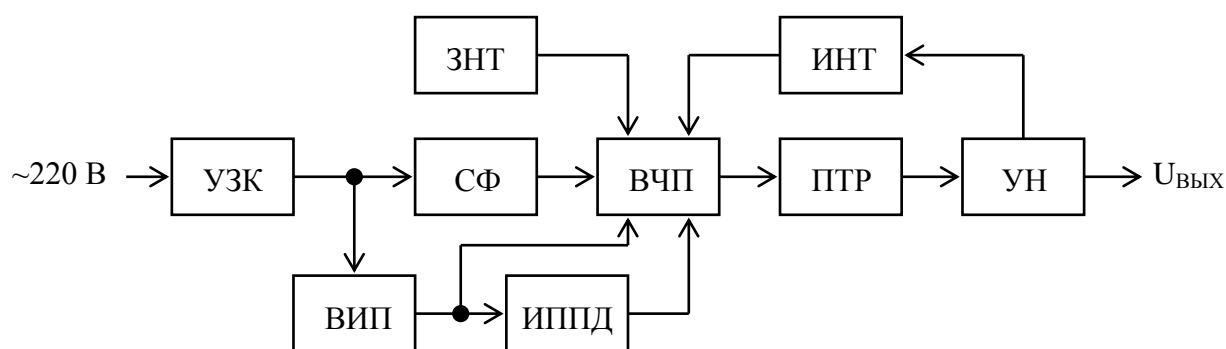 ЗНТ ИНТ
~220 В УЗК СФ ВЧП ПТР УН UВЫХ
ВИП ИППД